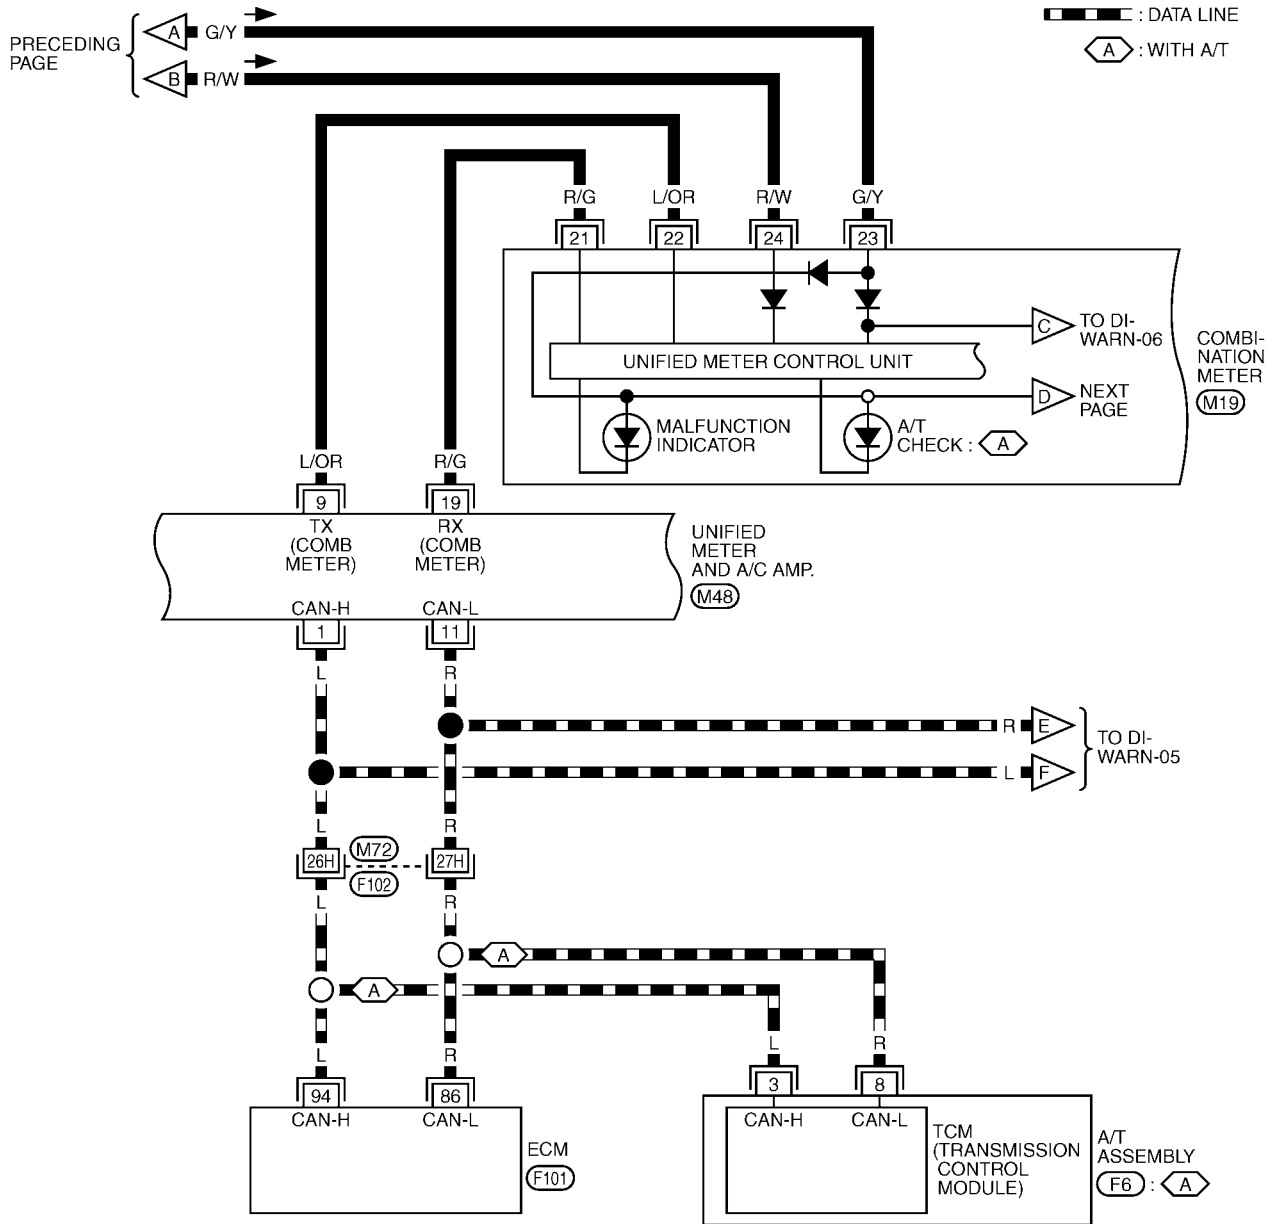 : DATA LINE
A : WITH A/T
PRECEDING
PAGE
A G/Y
B R/W
R/G L/OR R/W G/Y
21 22 24 23
C TO DI-
WARN-06
UNIFIED METER CONTROL UNIT
D NEXT
PAGE
COMBI-
NATION
METER
M19
MALFUNCTION
INDICATOR
A/T
CHECK : A
L/OR R/G
9 19
TX
(COMB
METER)
RX
(COMB
METER)
UNIFIED
METER
AND A/C AMP.
M48
CAN-H CAN-L
1 11
L R
R E
L F
TO DI-
WARN-05
L R
26H M72 27H
F102
L R
A
A
L R
L R
94 86
3 8
CAN-H CAN-L
ECM
F101
CAN-H CAN-L
TCM
(TRANSMISSION
CONTROL
MODULE)
A/T
ASSEMBLY
F6 : A